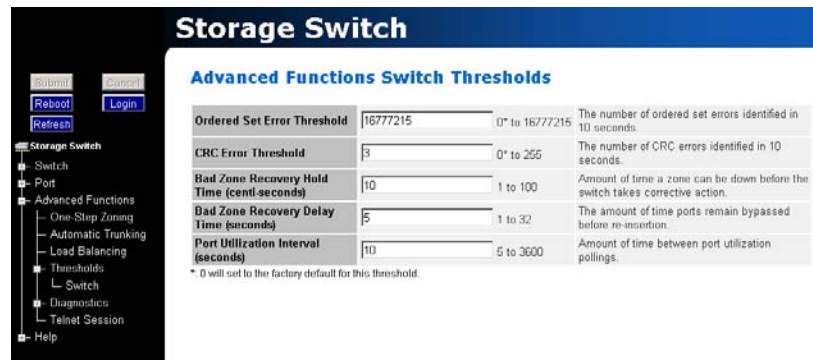 Storage Switch
Submit Cancel
Reboot Login
Refresh
Storage Switch
Switch
Port
Advanced Functions
One-Step Zoning
Automatic Trunking
Load Balancing
Thresholds
Switch
Diagnostics
Telnet Session
Help
Advanced Functions Switch Thresholds
Ordered Set Error Threshold 16777215 0* to 16777215 The number of ordered set errors identified in
10 seconds.
CRC Error Threshold 3 0* to 255 The number of CRC errors identified in 10
seconds.
Bad Zone Recovery Hold
Time (centi-seconds) 10 1 to 100 Amount of time a zone can be down before the
switch takes corrective action.
Bad Zone Recovery Delay
Time (seconds) 5 1 to 32 The amount of time ports remain bypassed
before re-insertion.
Port Utilization Interval
(seconds) 10 5 to 3600 Amount of time between port utilization
pollings.
*: 0 will set to the factory default for this threshold.